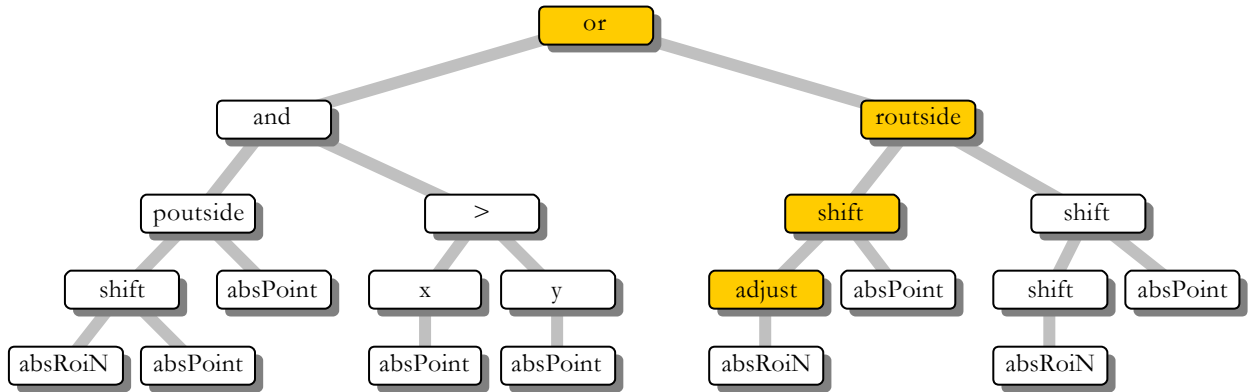 or
and
routside
poutside
>
shift
shift
shift
absPoint
x
y
adjust
absPoint
shift
absPoint
absRoiN
absPoint
absPoint
absPoint
absRoiN
absRoiN